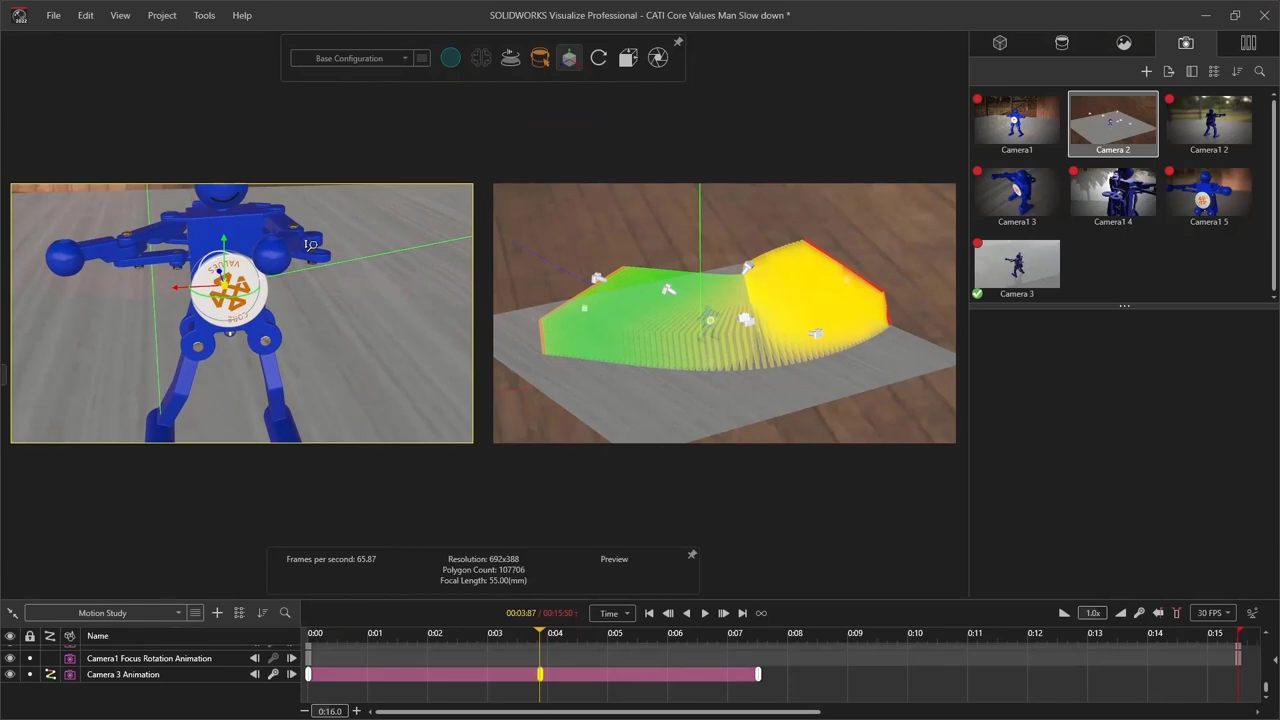 2022
File Edit View Project Tools Help
SOLIDWORKS Visualize Professional - CATI Core Values Man Slow down *
Base Configuration
Camera1
Camera 2
Camera1 2
Camera1 3
Camera1 4
Camera1 5
Camera 3
VALUES
CORE
Frames per second: 65.87
Resolution: 692x388
Preview
Polygon Count: 107706
Focal Length: 55.00(mm)
Motion Study
00:03:87 / 00:15:50
Time
1.0x
30 FPS
Name
0:00 0:01 0:02 0:03 0:04 0:05 0:06 0:07 0:08 0:09 0:10 0:11 0:12 0:13 0:14 0:15
Camera1 Focus Rotation Animation
Camera 3 Animation
0:16.0